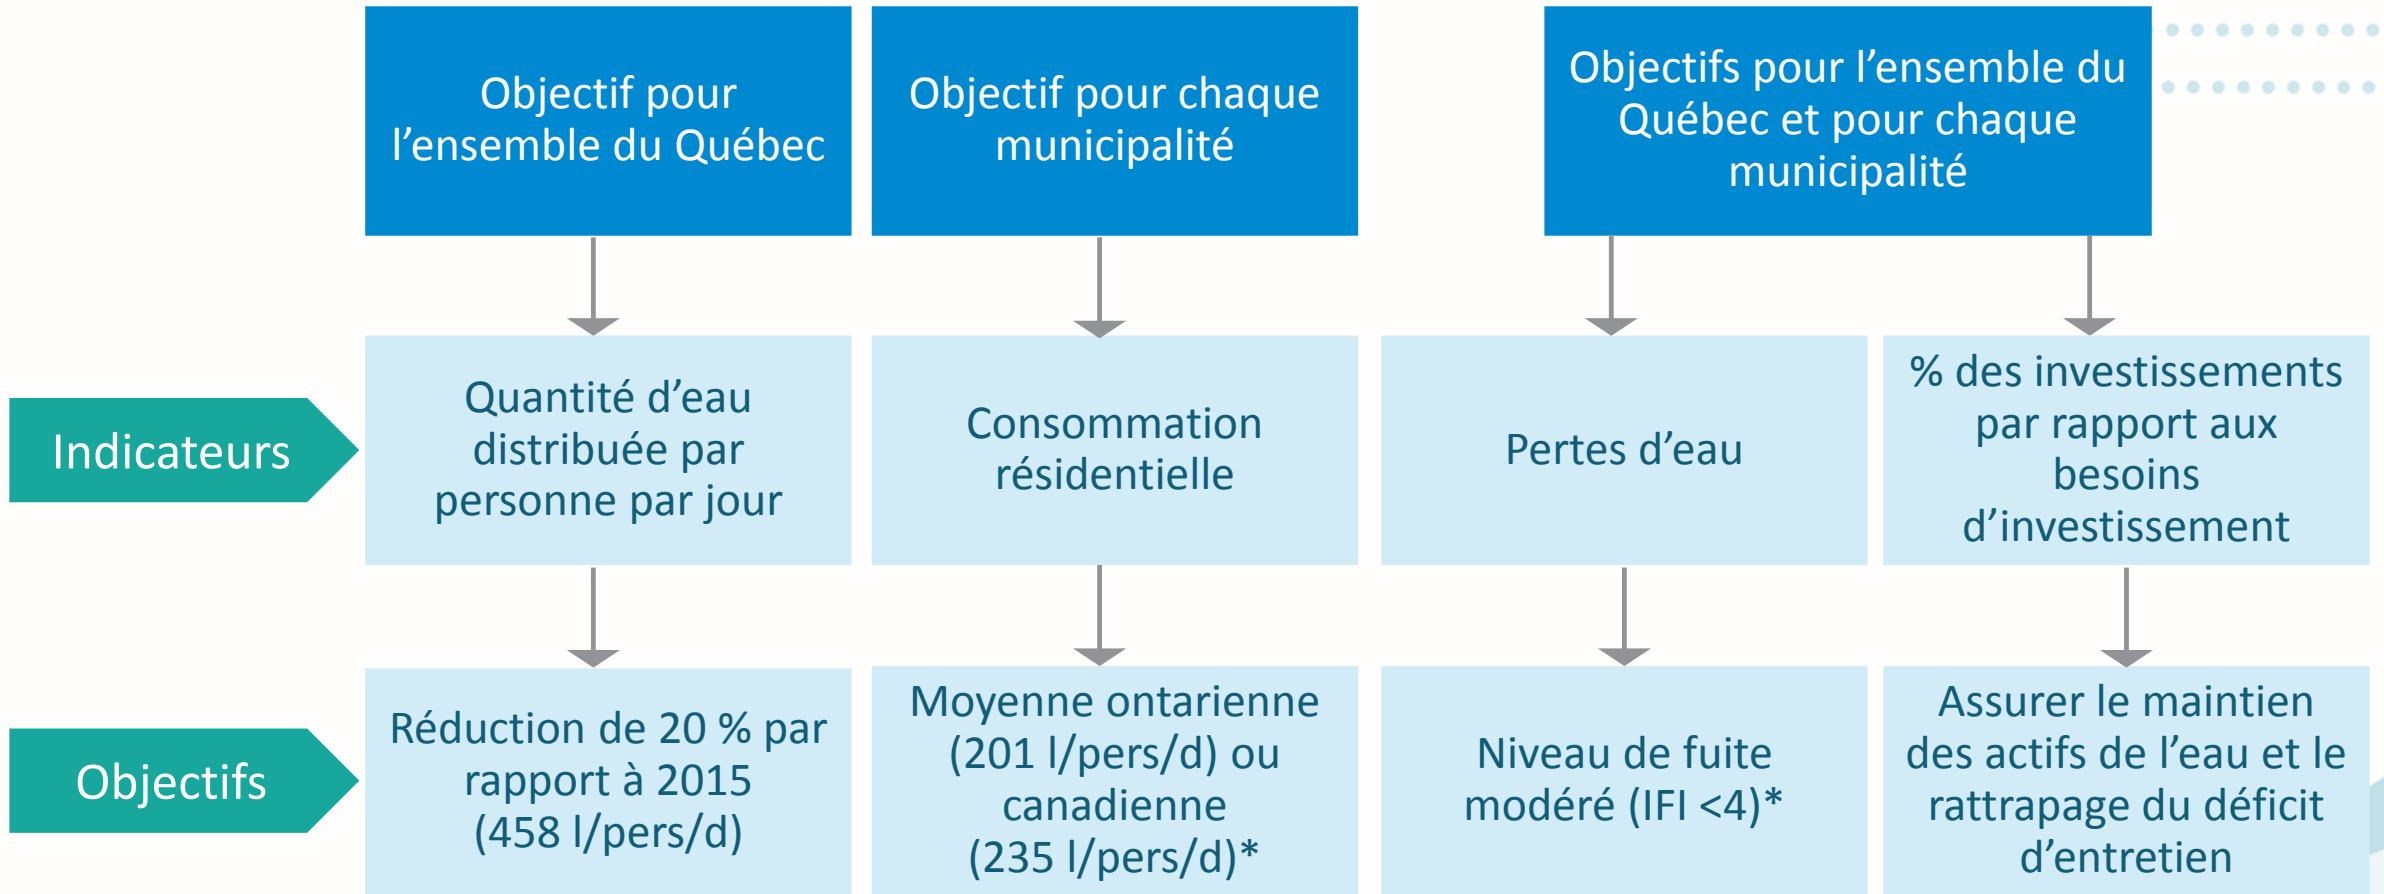 Objectif pour
l’ensemble du Québec
Objectif pour chaque
municipalité
Objectifs pour l’ensemble du
Québec et pour chaque
municipalité
Indicateurs
Quantité d’eau
distribuée par
personne par jour
Consommation
résidentielle
Pertes d’eau
% des investissements
par rapport aux
besoins
d’investissement
Objectifs
Réduction de 20 % par
rapport à 2015
(458 l/pers/d)
Moyenne ontarienne
(201 l/pers/d) ou
canadienne
(235 l/pers/d)*
Niveau de fuite
modéré (IFI <4)*
Assurer le maintien
des actifs de l’eau et le
rattrapage du déficit
d’entretien